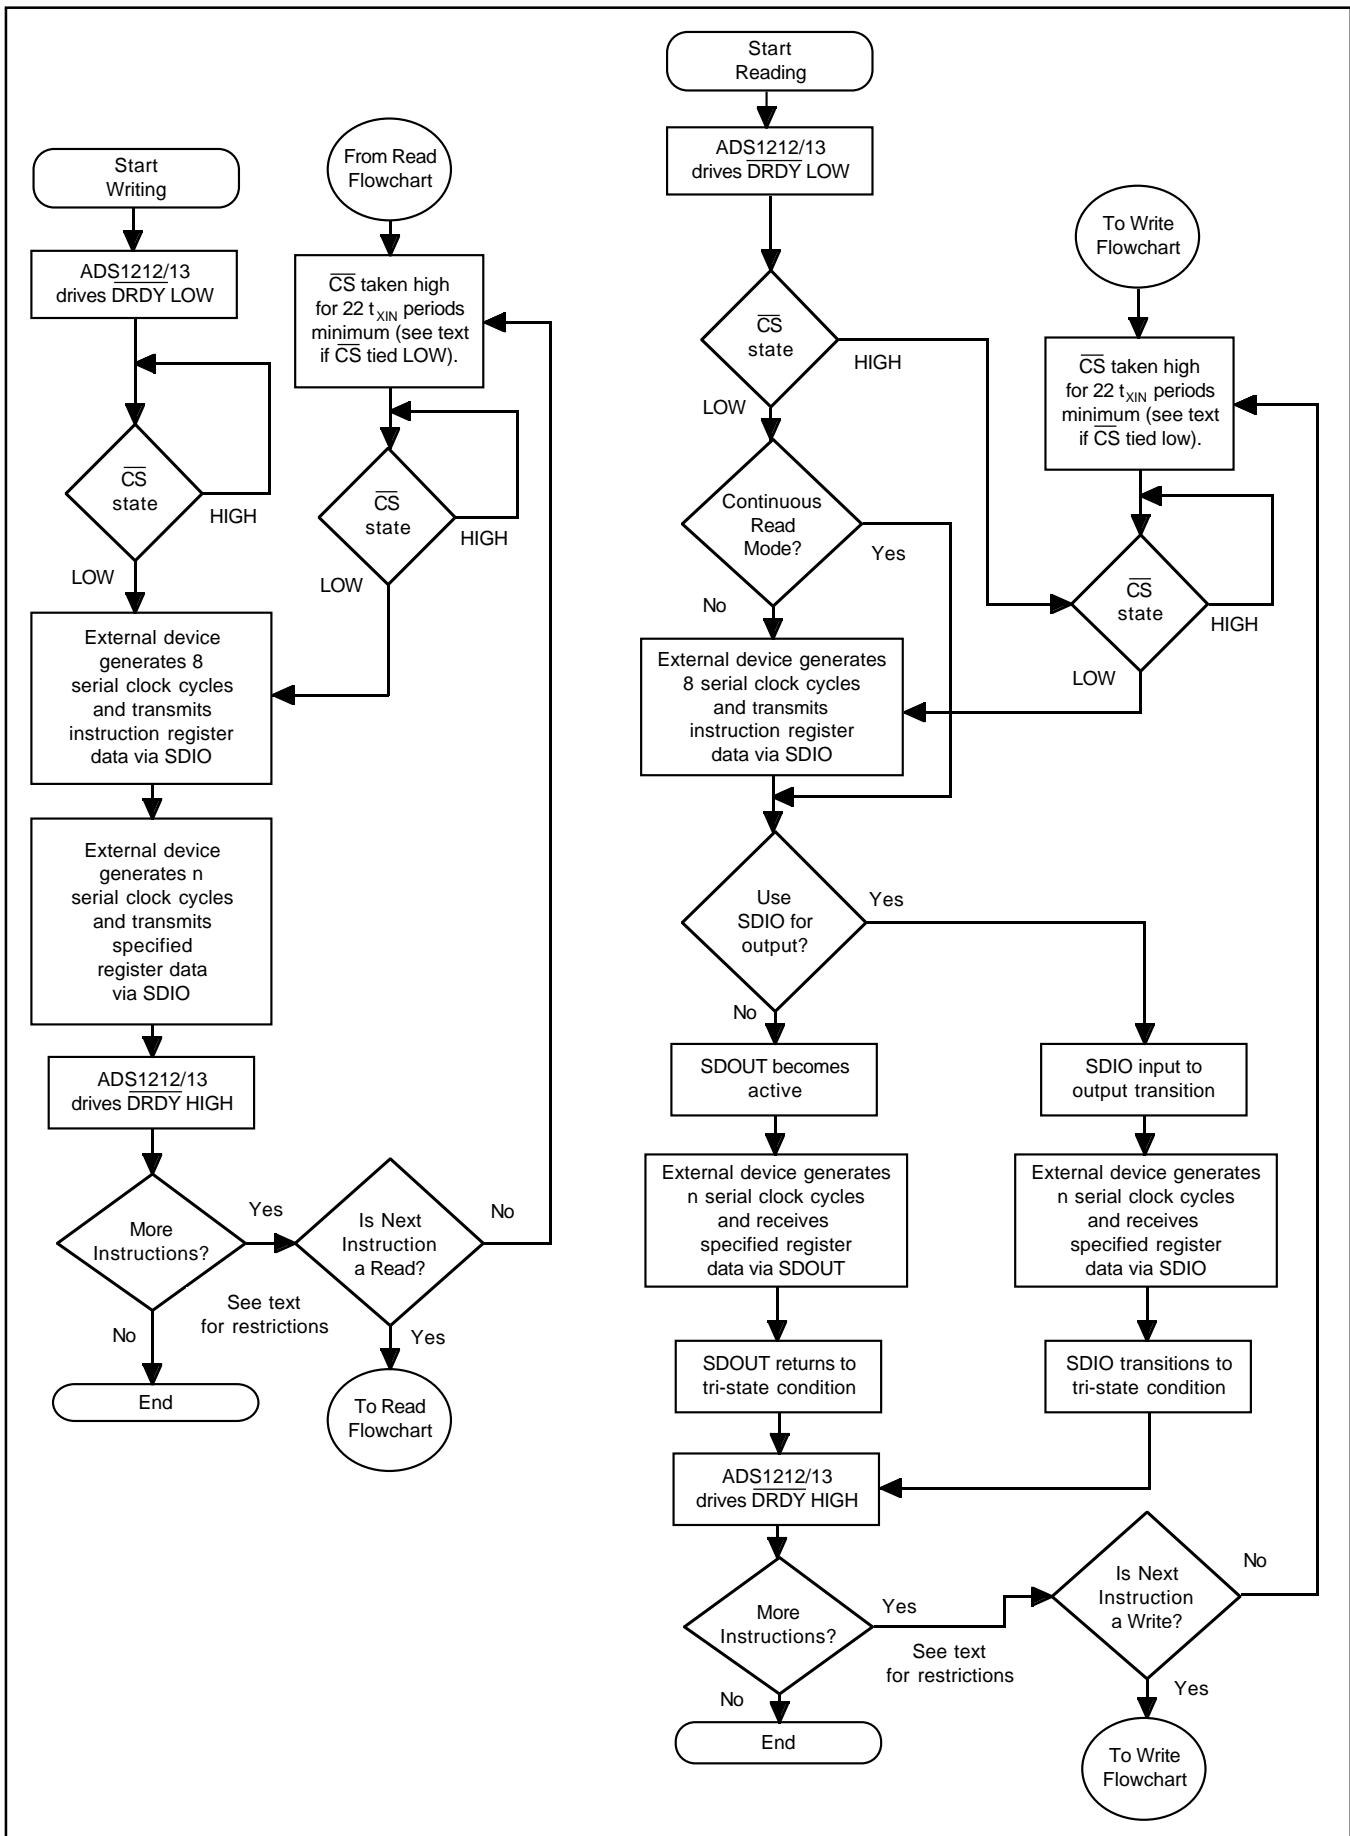 Start
Writing
ADS1212/13
drives DRDY LOW
CS
state
HIGH
LOW
External device
generates 8
serial clock cycles
and transmits
instruction register
data via SDIO
External device
generates n
serial clock cycles
and transmits
specified
register data
via SDIO
ADS1212/13
drives DRDY HIGH
More
Instructions?
Yes
No
See text
for restrictions
End
From Read
Flowchart
CS taken high
for 22 tXIN periods
minimum (see text
if CS tied LOW).
CS
state
HIGH
LOW
Is Next
Instruction
a Read?
No
Yes
To Read
Flowchart
Start
Reading
ADS1212/13
drives DRDY LOW
CS
state
HIGH
LOW
Continuous
Read
Mode?
Yes
No
External device generates
8 serial clock cycles
and transmits
instruction register
data via SDIO
Use
SDIO for
output?
Yes
No
SDOUT becomes
active
External device generates
n serial clock cycles
and receives
specified register
data via SDOUT
SDOUT returns to
tri-state condition
ADS1212/13
drives DRDY HIGH
More
Instructions?
Yes
No
See text
for restrictions
End
To Write
Flowchart
CS taken high
for 22 tXIN periods
minimum (see text
if CS tied low).
CS
state
HIGH
LOW
SDIO input to
output transition
External device generates
n serial clock cycles
and receives
specified register
data via SDIO
SDIO transitions to
tri-state condition
Is Next
Instruction
a Write?
No
Yes
To Write
Flowchart